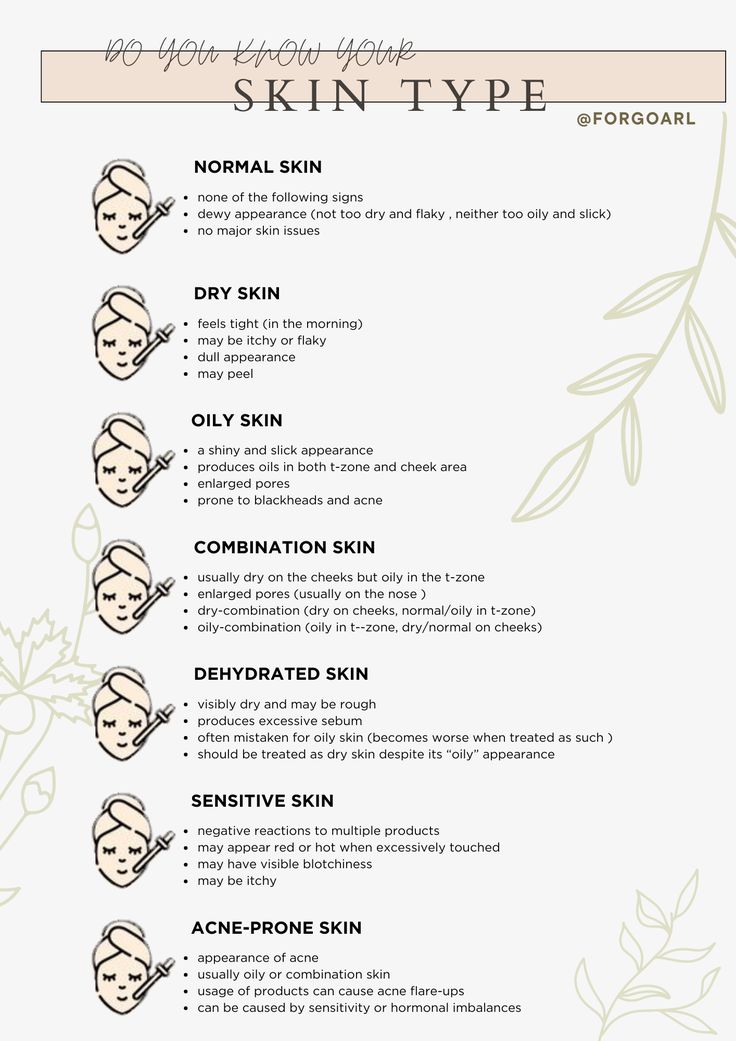 DO YOU KNOW YOUR
SKIN TYPE
@FORGOARL
NORMAL SKIN
• none of the following signs
• dewy appearance (not too dry and flaky , neither too oily and slick)
• no major skin issues
DRY SKIN
• feels tight (in the morning)
• may be itchy or flaky
• dull appearance
• may peel
OILY SKIN
• a shiny and slick appearance
• produces oils in both t-zone and cheek area
• enlarged pores
• prone to blackheads and acne
COMBINATION SKIN
• usually dry on the cheeks but oily in the t-zone
• enlarged pores (usually on the nose )
• dry-combination (dry on cheeks, normal/oily in t-zone)
• oily-combination (oily in t--zone, dry/normal on cheeks)
DEHYDRATED SKIN
• visibly dry and may be rough
• produces excessive sebum
• often mistaken for oily skin (becomes worse when treated as such )
• should be treated as dry skin despite its “oily” appearance
SENSITIVE SKIN
• negative reactions to multiple products
• may appear red or hot when excessively touched
• may have visible blotchiness
• may be itchy
ACNE-PRONE SKIN
• appearance of acne
• usually oily or combination skin
• usage of products can cause acne flare-ups
• can be caused by sensitivity or hormonal imbalances